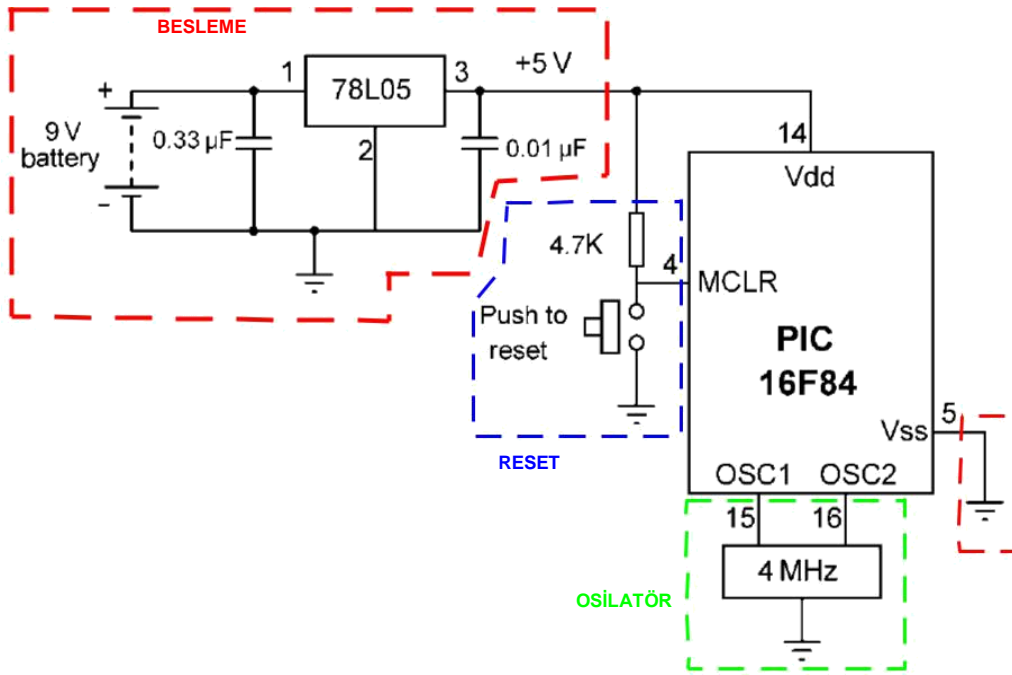 BESLEME
+
9 V
battery
−
0.33 µF
1
78L05
3
2
+5 V
0.01 µF
14
Vdd
4.7K
4
MCLR
Push to
reset
RESET
PIC
16F84
5
Vss
OSC1
OSC2
15
16
4 MHz
OSİLATÖR